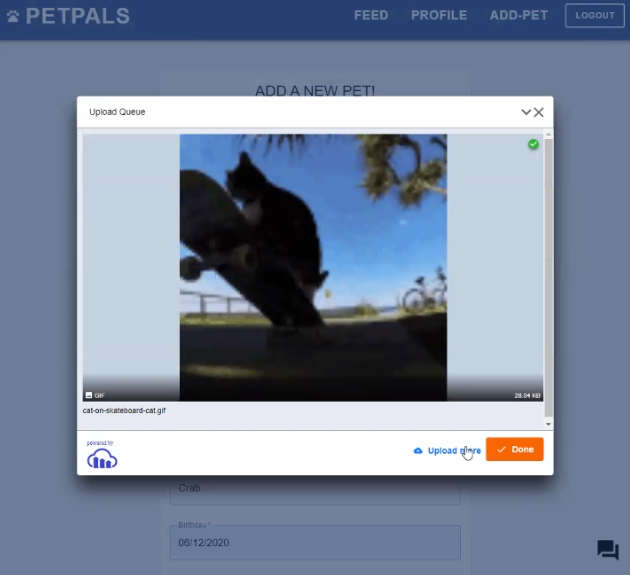 PETPALS
FEED PROFILE ADD-PET LOGOUT
ADD A NEW PET!
Upload Queue
GIF
28.04 KB
cat-on-skateboard-cat.gif
powered by
Upload more
Done
Crab
Birthday *
06/12/2020